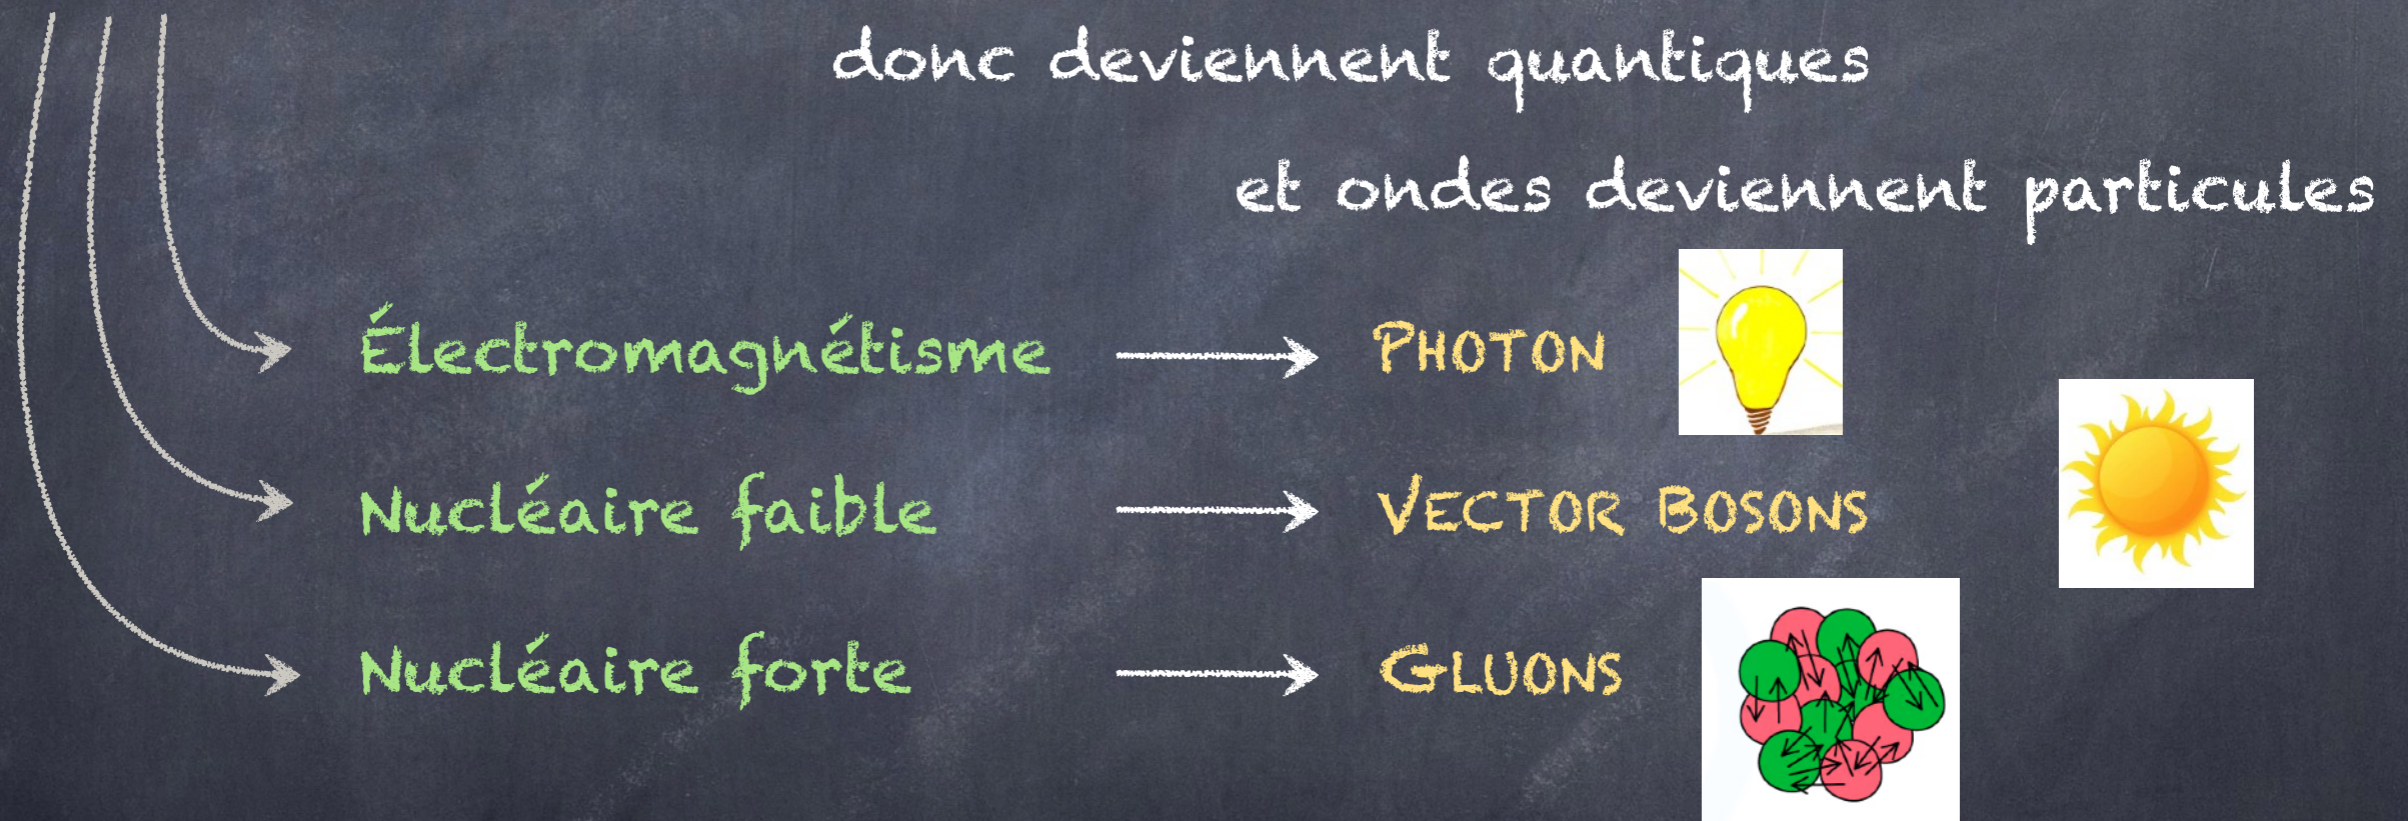 donc deviennent quantiques
et ondes deviennent particules
Électromagnétisme PHOTON
Nucléaire faible VECTOR BOSONS
Nucléaire forte GLUONS